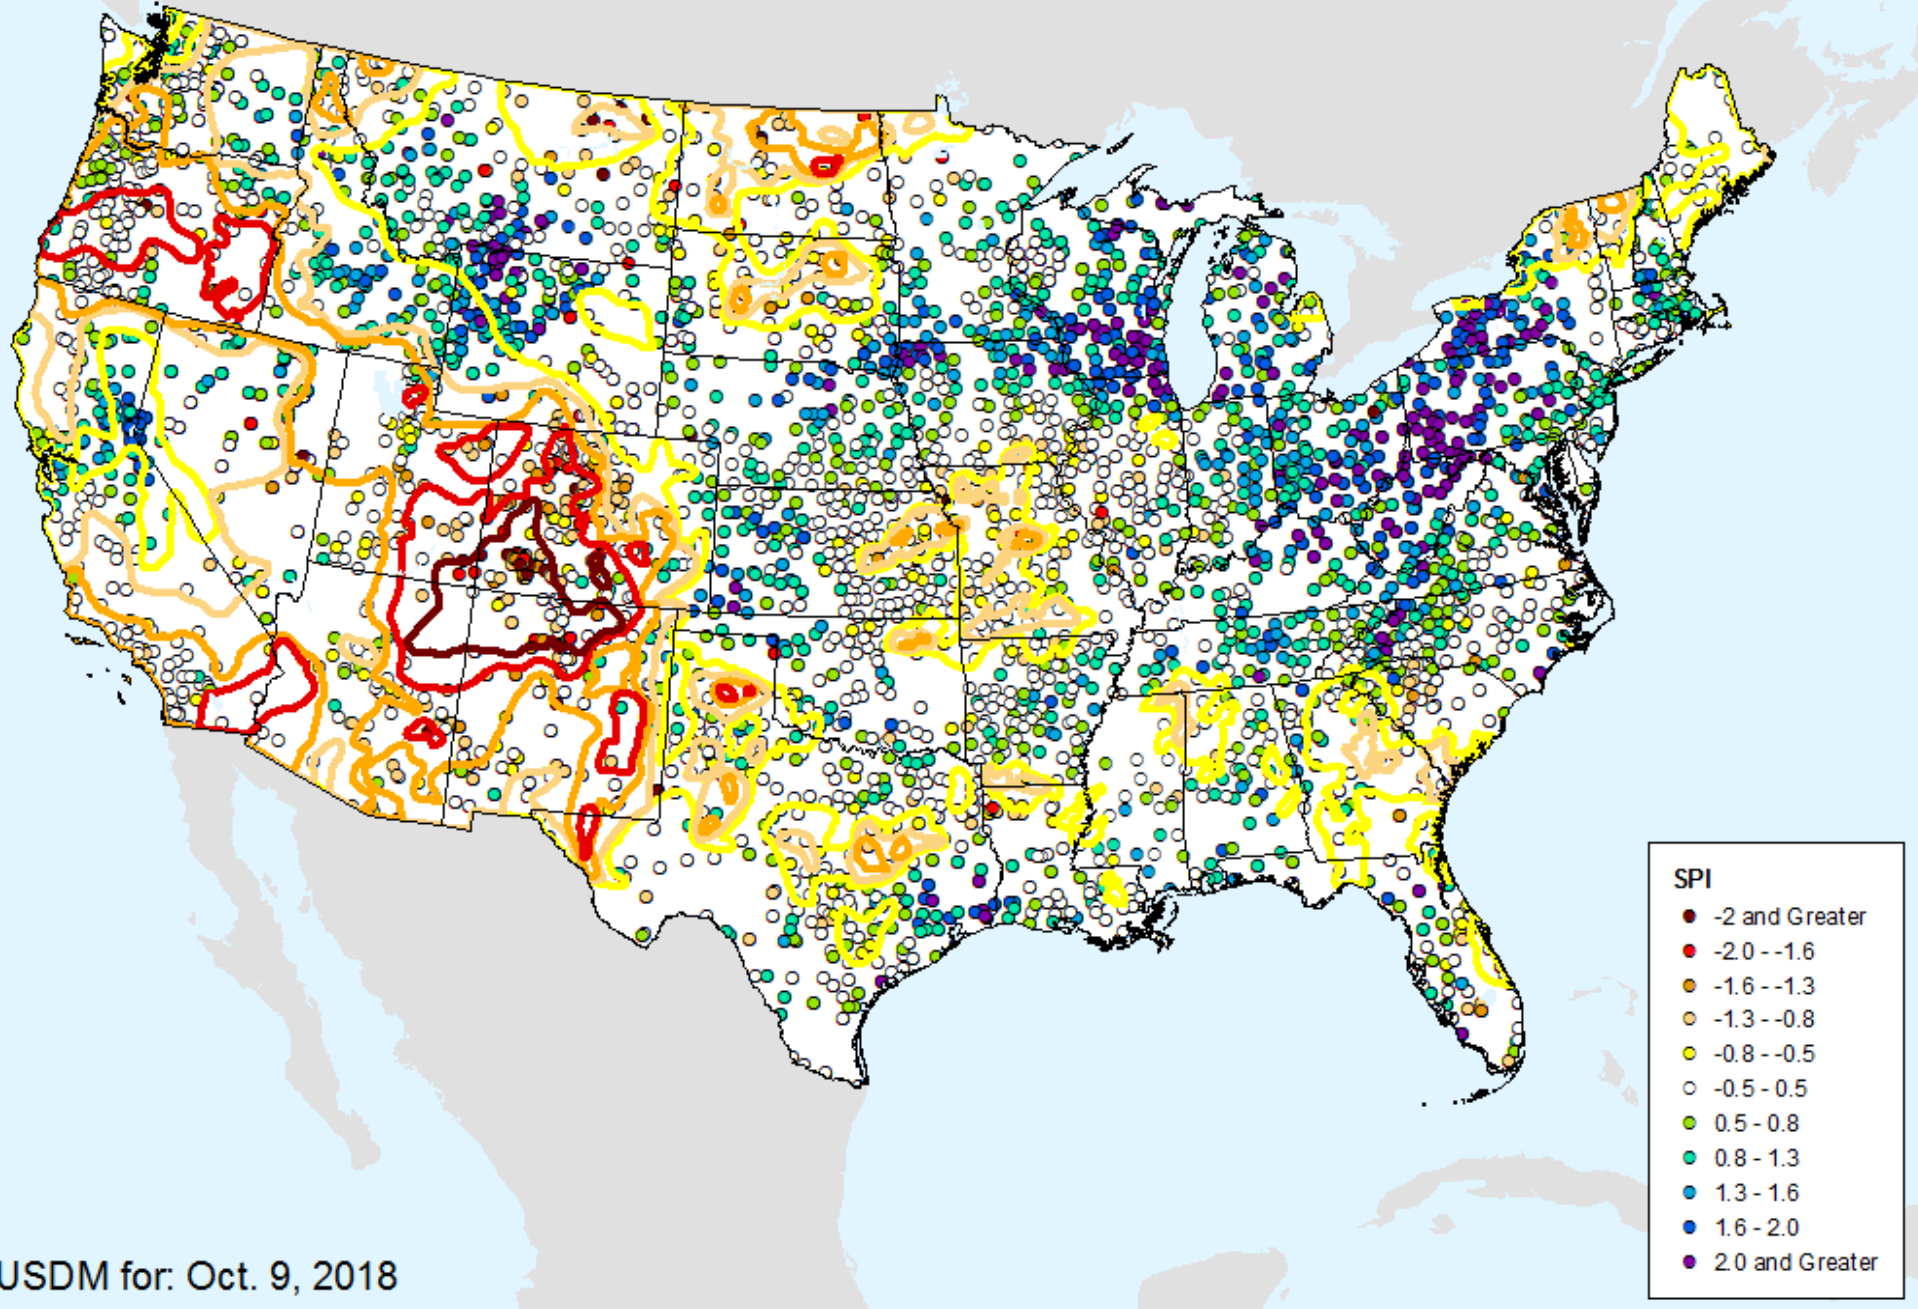 SPI
-2 and Greater
-2.0 - -1.6
-1.6 - -1.3
-1.3 - -0.8
-0.8 - -0.5
-0.5 - 0.5
0.5 - 0.8
0.8 - 1.3
1.3 - 1.6
1.6 - 2.0
2.0 and Greater
USDM for: Oct. 9, 2018